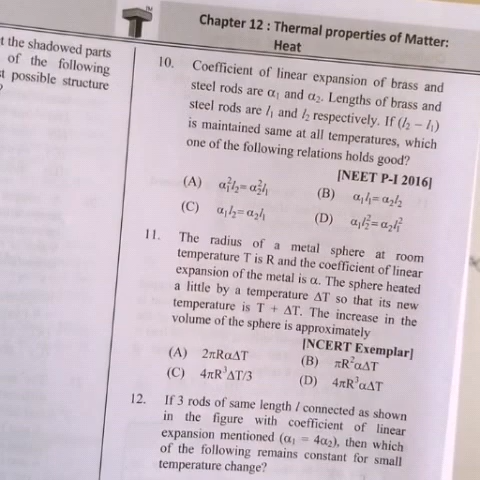 TM
T
Chapter 12 : Thermal properties of Matter:
Heat
t the shadowed parts
of the following
st possible structure
?
10. Coefficient of linear expansion of brass and
steel rods are α₁ and α₂. Lengths of brass and
steel rods are l₁ and l₂ respectively. If (l₂ – l₁)
is maintained same at all temperatures, which
one of the following relations holds good?
[NEET P-I 2016]
(A) α₁²l₂=α₂²l₁ (B) α₁l₁=α₂l₂
(C) α₁l₂=α₂l₁ (D) α₁l₂²=α₂l₁²
11. The radius of a metal sphere at room
temperature T is R and the coefficient of linear
expansion of the metal is α. The sphere heated
a little by a temperature ΔT so that its new
temperature is T + ΔT. The increase in the
volume of the sphere is approximately
[NCERT Exemplar]
(A) 2πRαΔT (B) πR²αΔT
(C) 4πR³ΔT/3 (D) 4πR³αΔT
12. If 3 rods of same length l connected as shown
in the figure with coefficient of linear
expansion mentioned (α₁ = 4α₂), then which
of the following remains constant for small
temperature change?